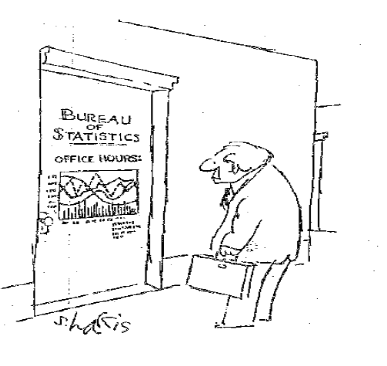 BUREAU
OF
STATISTICS
OFFICE HOURS:
S.harris